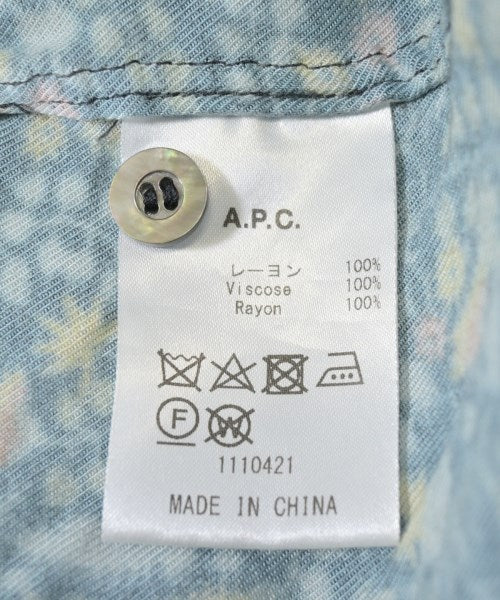 A.P.C.
レーヨン 100%
Viscose 100%
Rayon 100%
F W
1110421
MADE IN CHINA